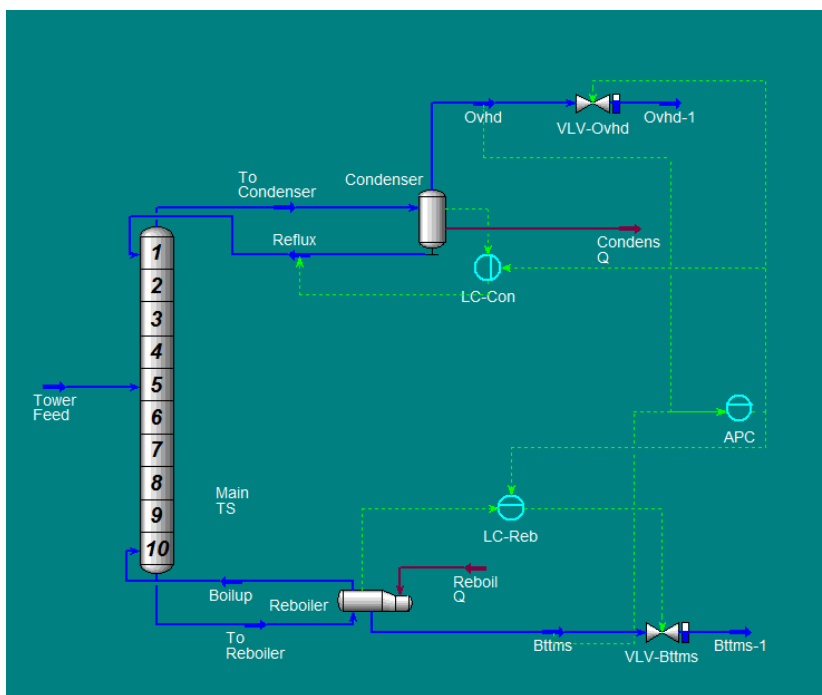 Ovhd
VLV-Ovhd
Ovhd-1
To
Condenser
Condenser
Reflux
Condens
Q
LC-Con
1
2
3
4
5
6
7
8
9
10
Tower
Feed
APC
Main
TS
LC-Reb
Boilup
Reboiler
Reboil
Q
To
Reboiler
Bttms
VLV-Bttms
Bttms-1